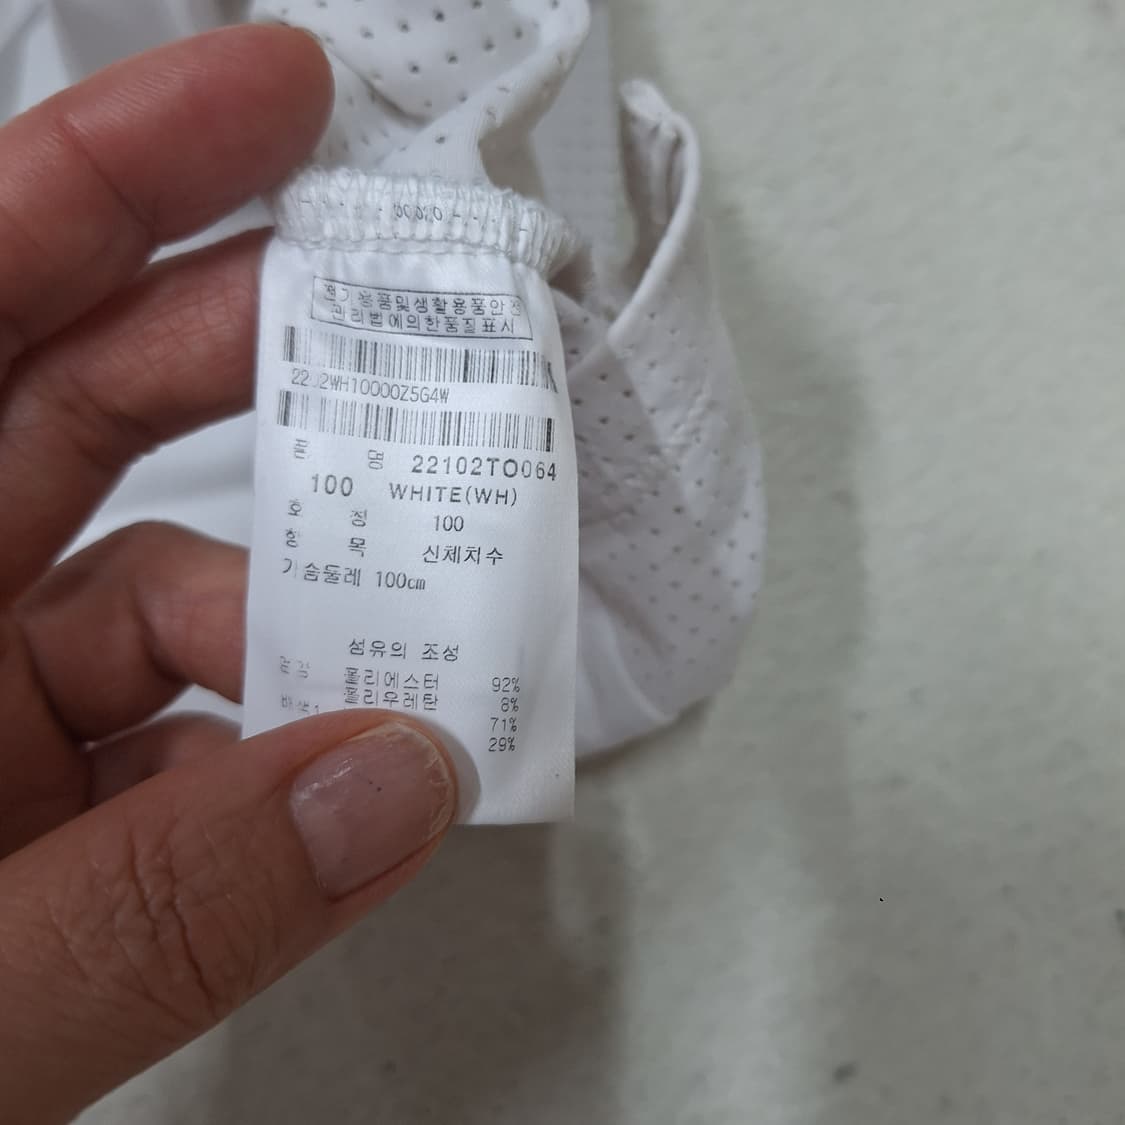 전기용품및생활용품안전
관리법에의한품질표시
품 명 22102TO064
100 WHITE(WH)
호 칭 100
항 목 신체치수
가슴둘레 100cm
섬유의 조성
겉감 폴리에스터 92%
폴리우레탄 8%
배색1 71%
29%